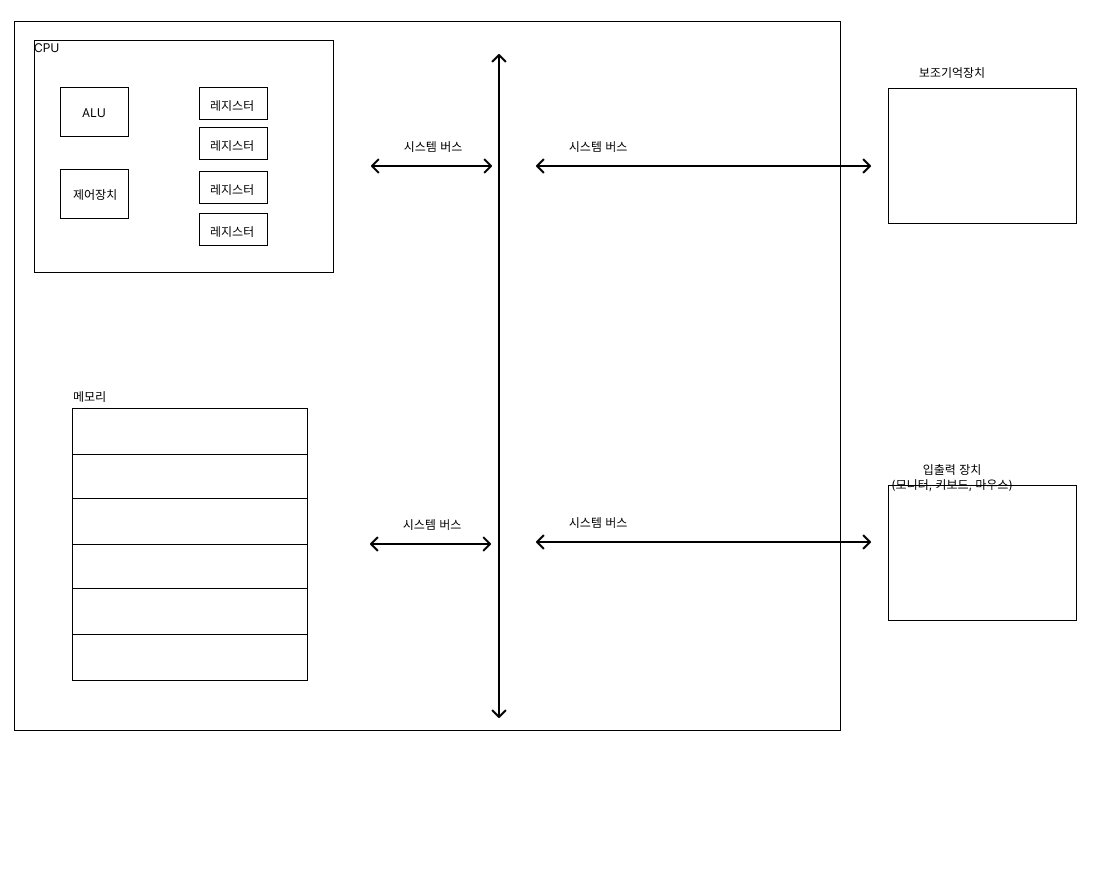 CPU
ALU
제어장치
레지스터
레지스터
레지스터
레지스터
시스템 버스
시스템 버스
보조기억장치
메모리
시스템 버스
시스템 버스
입출력 장치
(모니터, 키보드, 마우스)